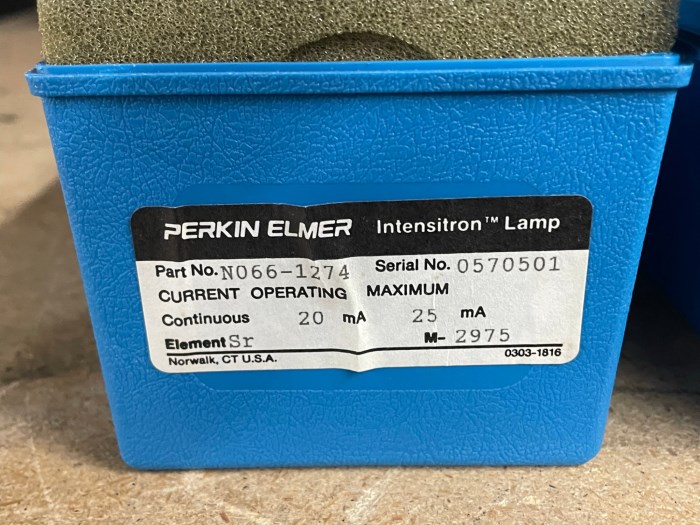 PERKIN ELMER Intensitron™ Lamp
Part No. N066-1274 Serial No. 0570501
CURRENT OPERATING MAXIMUM
Continuous 20 mA 25 mA
Element Sr M- 2975
Norwalk, CT U.S.A. 0303-1816